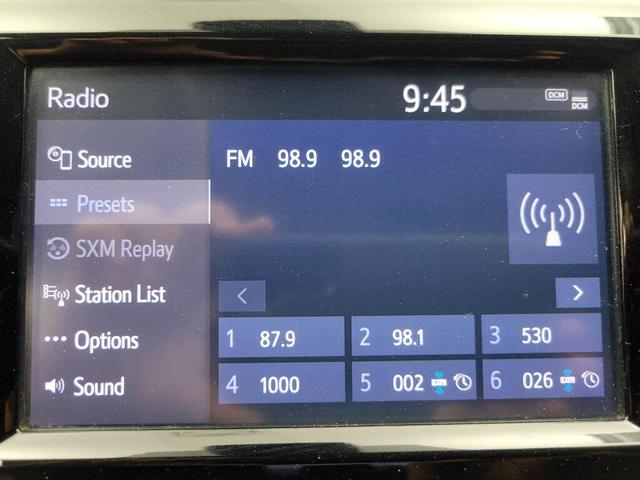 Radio 9:45 DCM DCM
Source
FM 98.9 98.9
Presets
SXM Replay
Station List
Options
Sound
1 87.9 2 98.1 3 530
4 1000 5 002 sxm 6 026 sxm